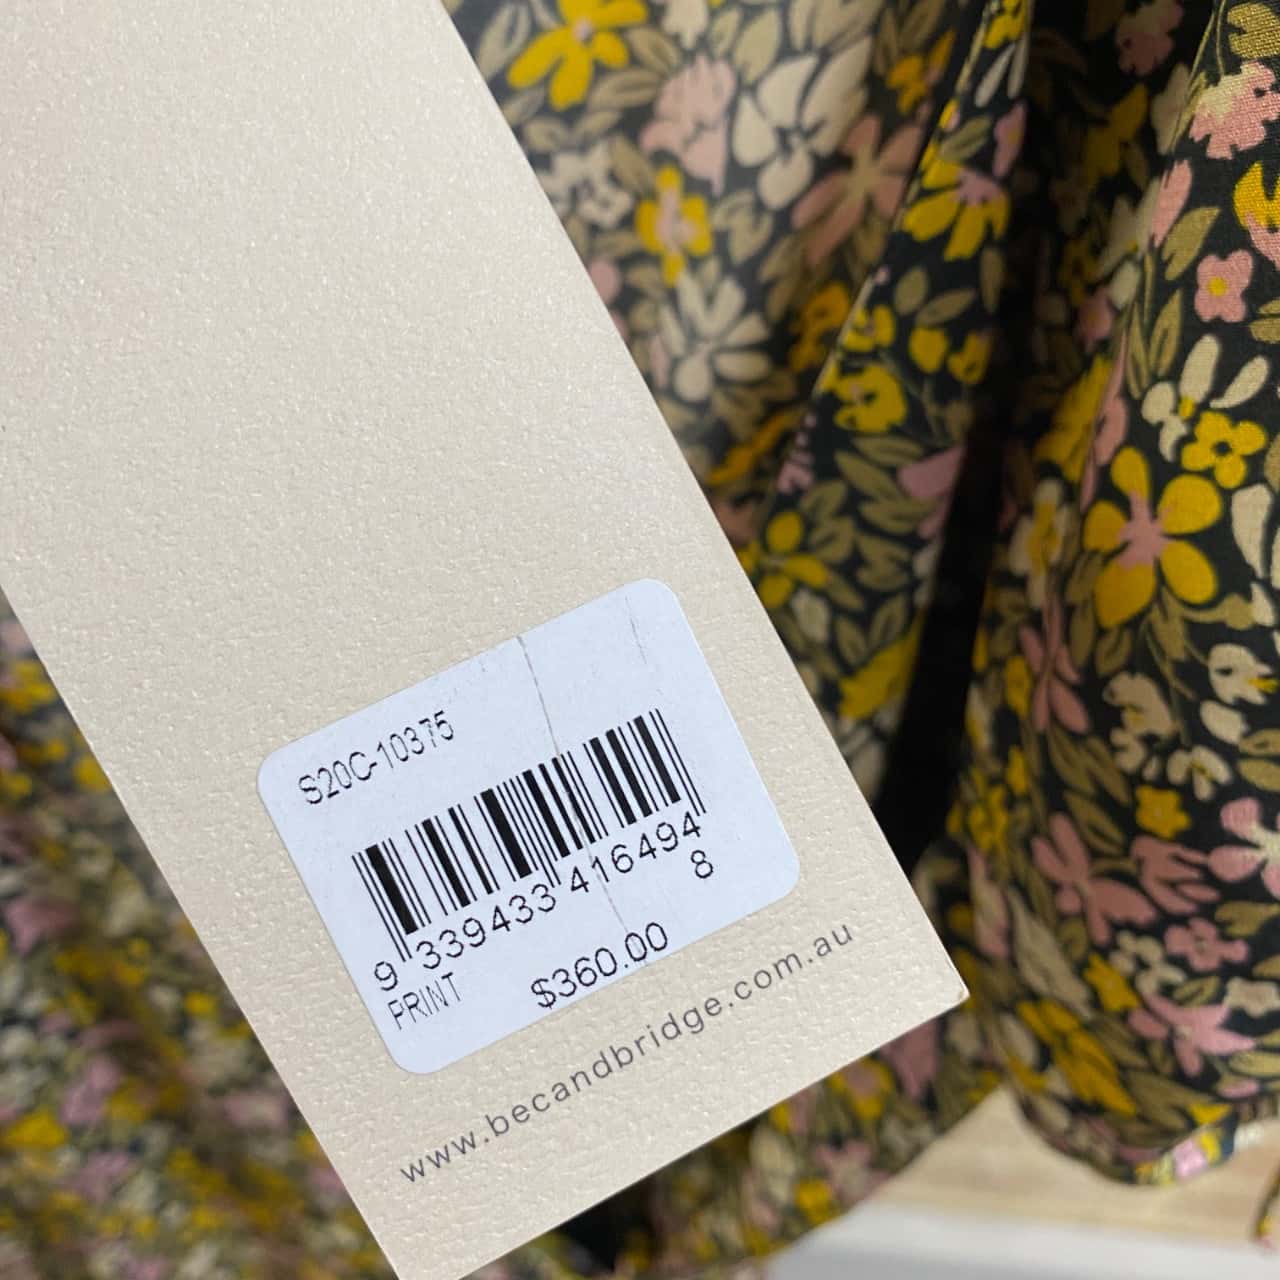 S20C-10375
9 339433 416494
8
PRINT $360.00
www.becandbridge.com.au